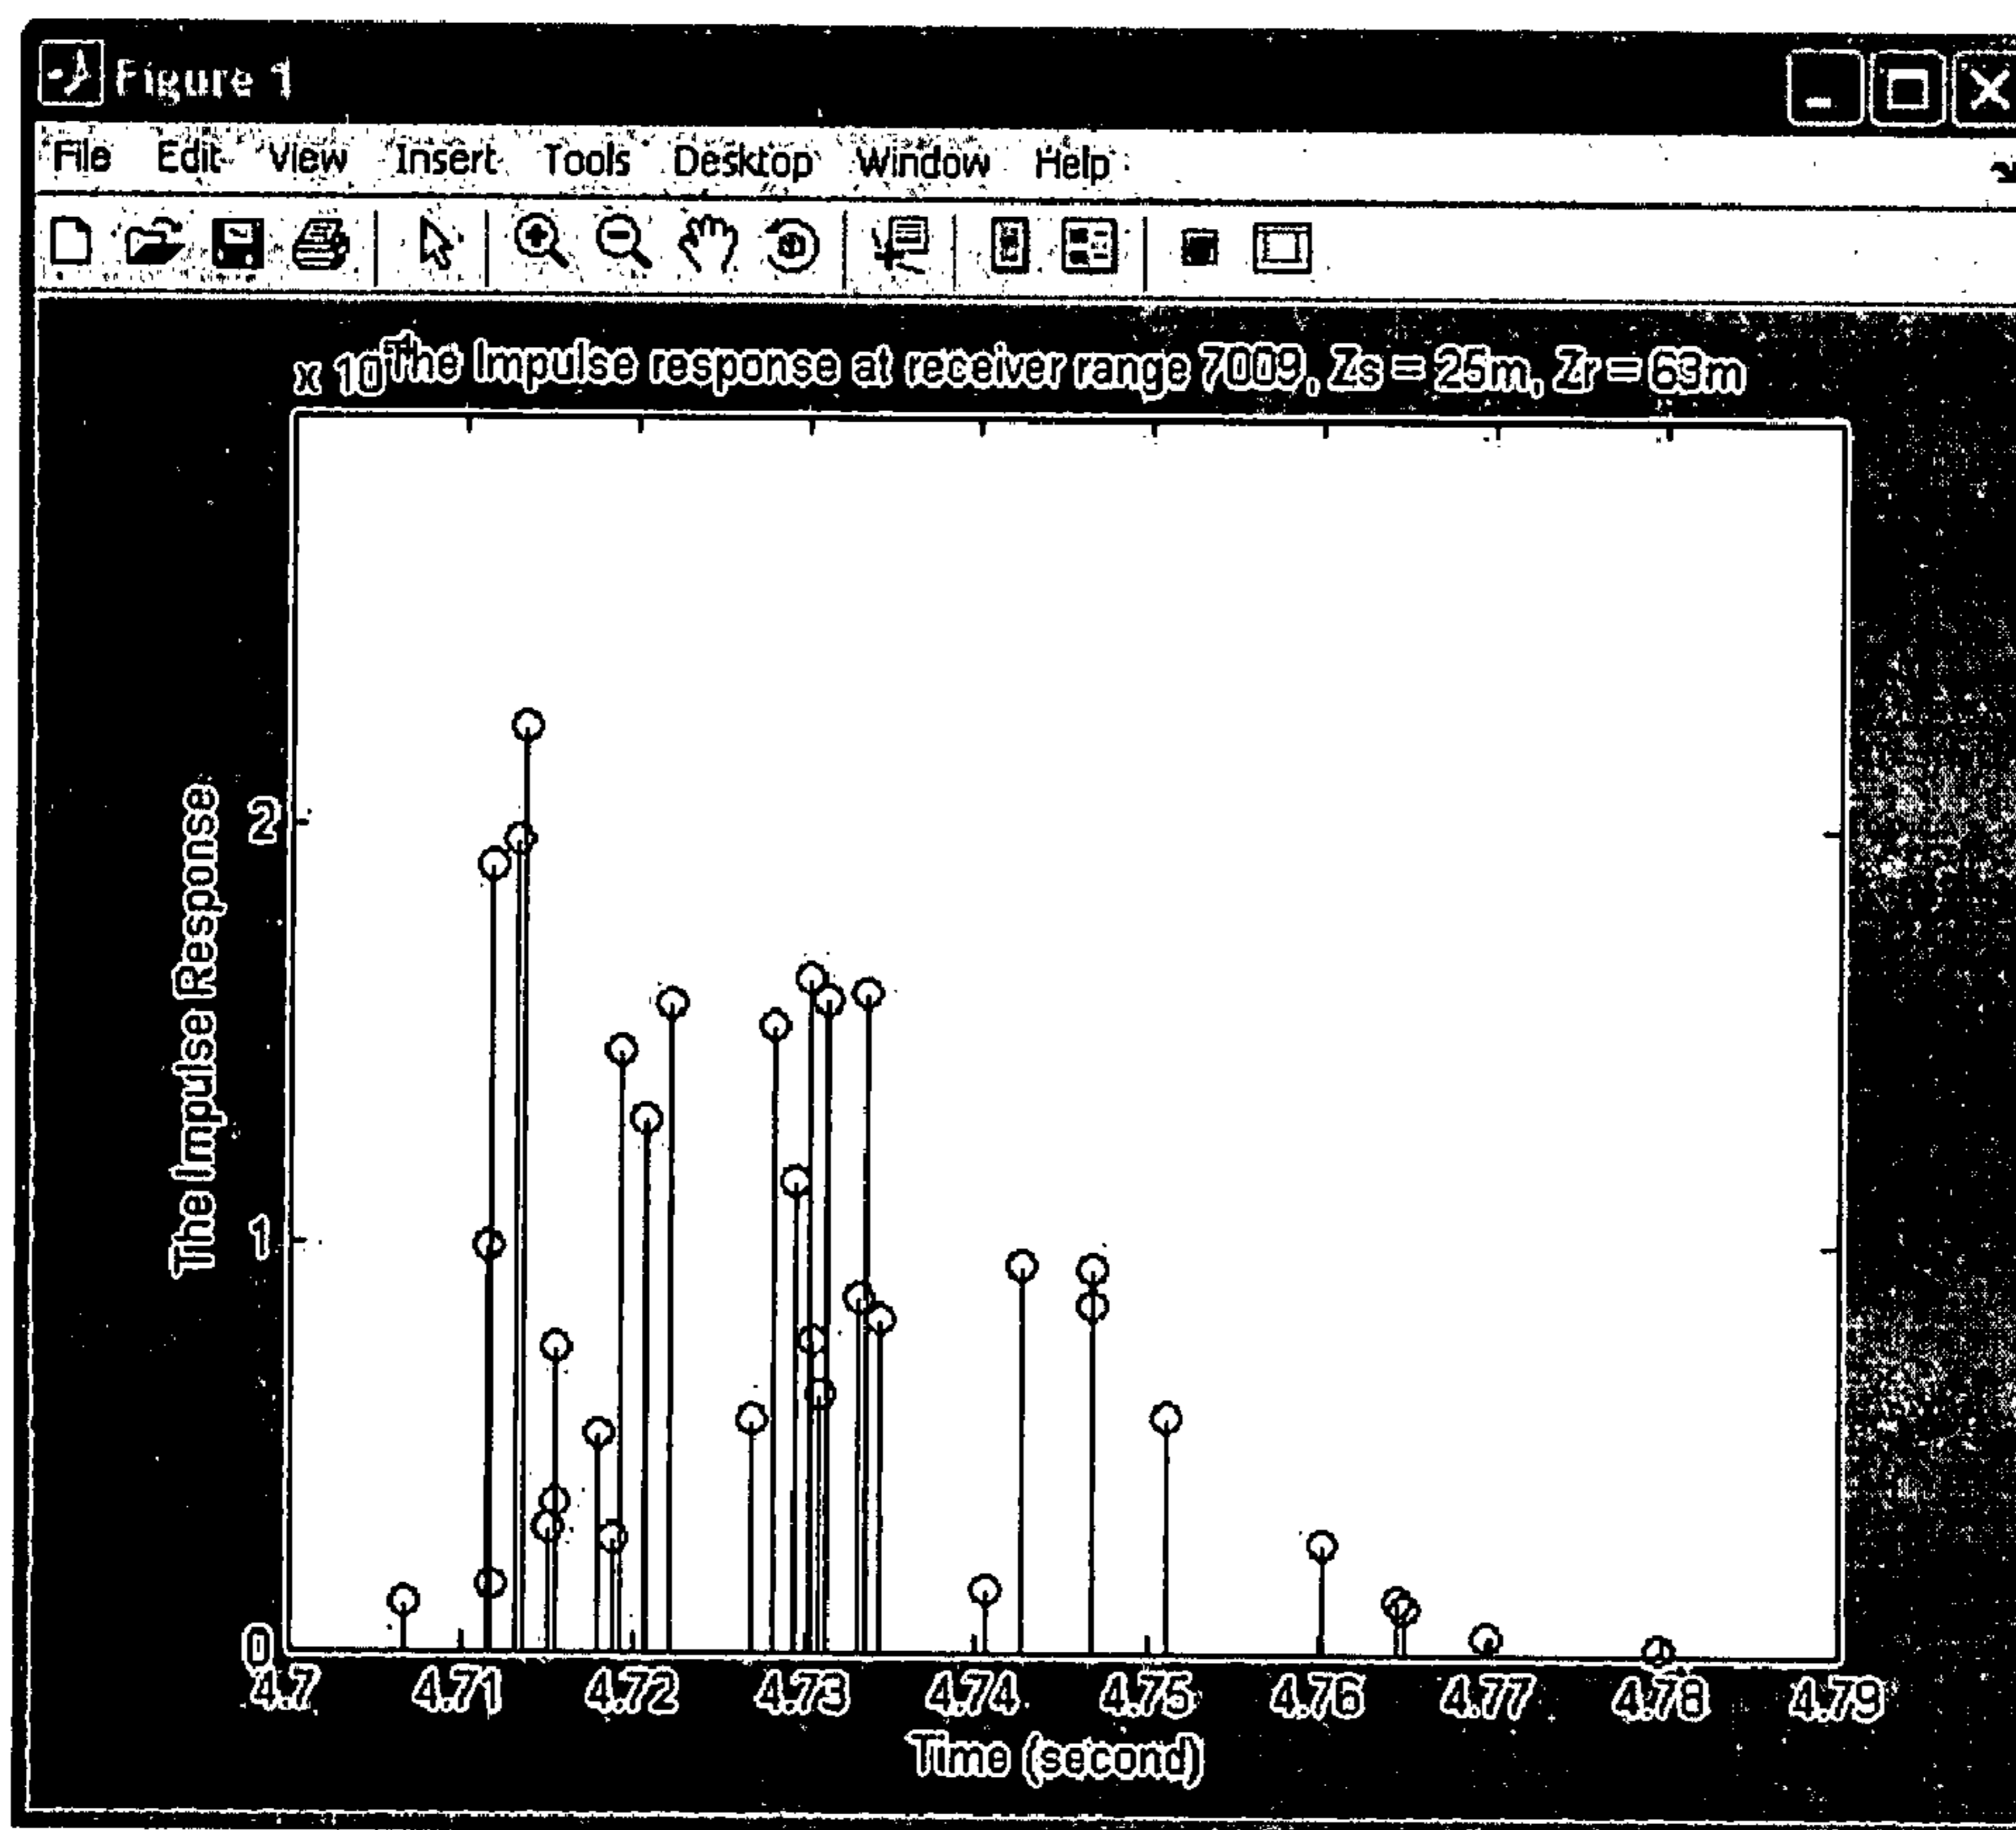 Figure 1
File Edit View Insert Tools Desktop Window Help
x 10
The Impulse response at receiver range 7009, Zs = 25m, Zr = 63m
The Impulse Response
2
1
0
4.7 4.71 4.72 4.73 4.74 4.75 4.76 4.77 4.78 4.79
Time (second)